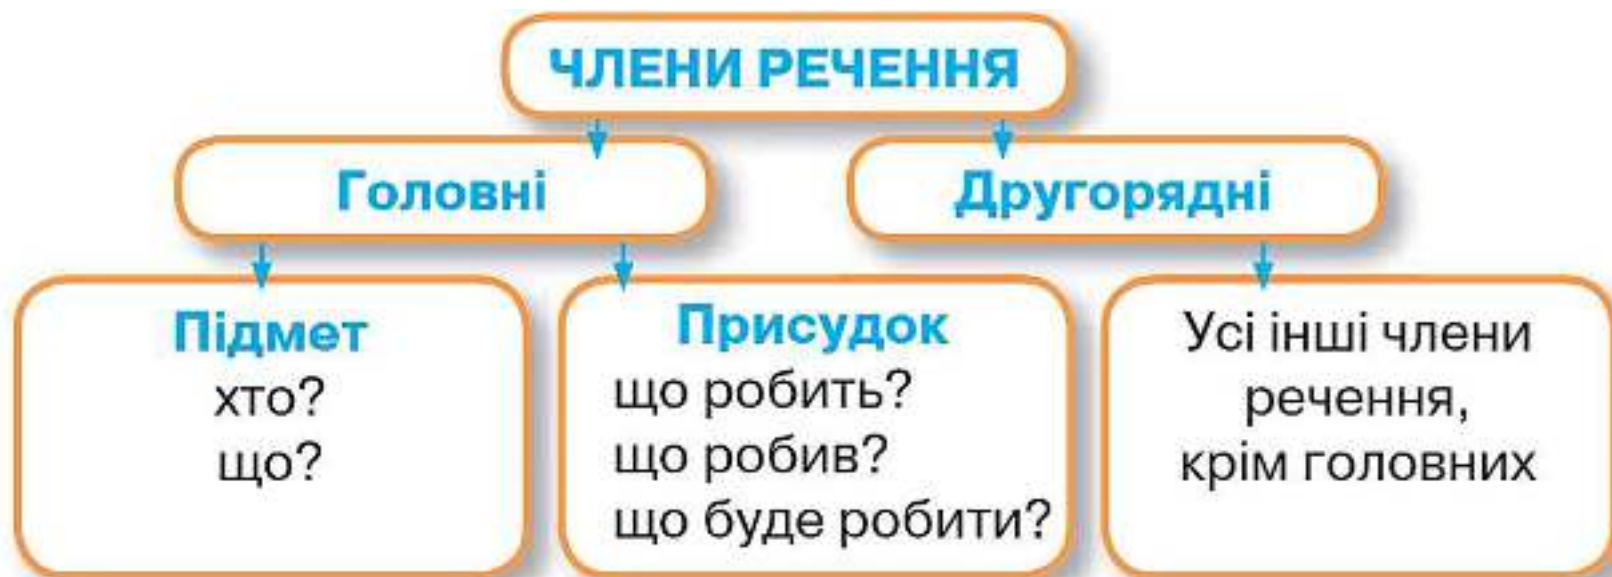 ЧЛЕНИ РЕЧЕННЯ
Головні
Другорядні
Підмет
хто?
що?
Присудок
що робить?
що робив?
що буде робити?
Усі інші члени
речення,
крім головних